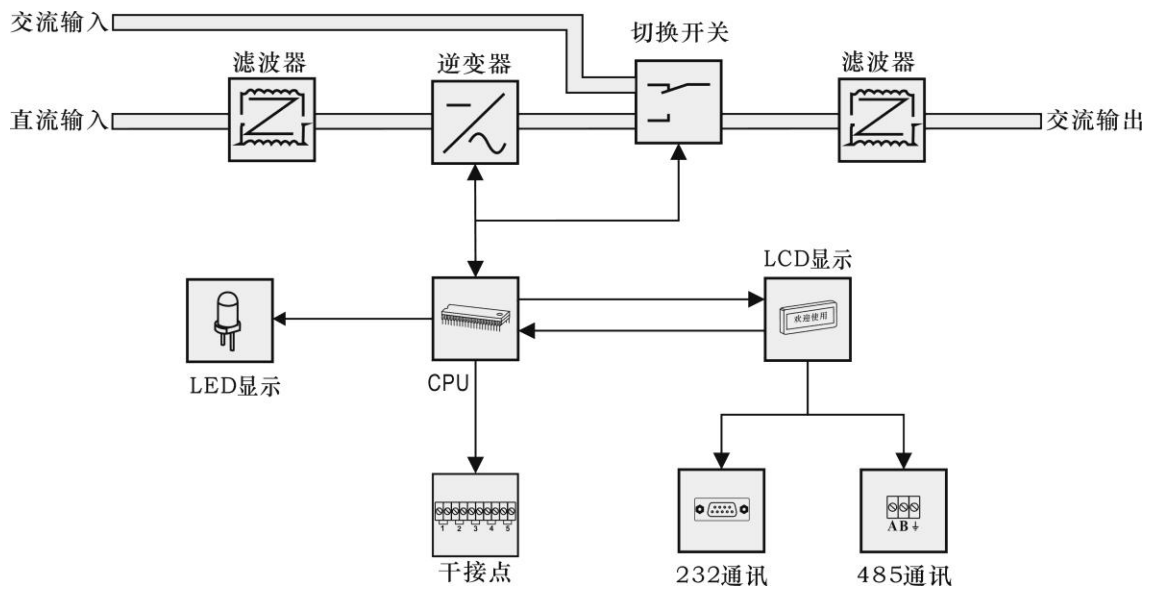 交流输入
切换开关
滤波器
逆变器
滤波器
直流输入
交流输出
LCD显示
欢迎使用
LED显示
CPU
1 2 3 4 5
A B
干接点
232通讯
485通讯